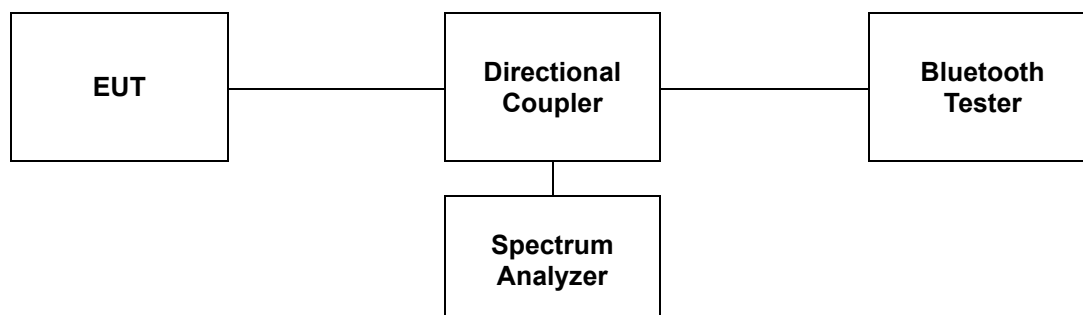 EUT
Directional
Coupler
Bluetooth
Tester
Spectrum
Analyzer